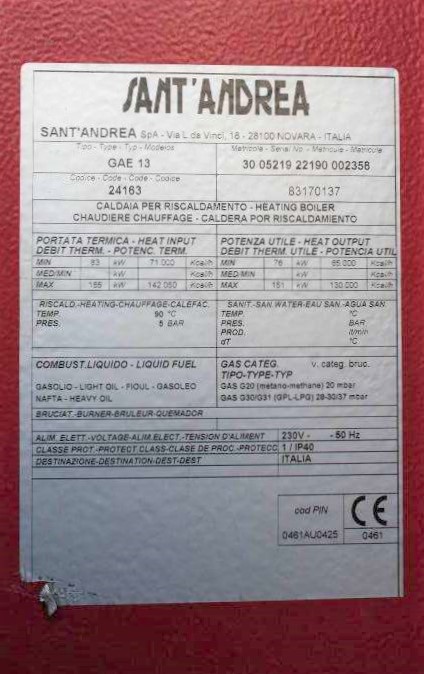 SANT'ANDREA
SANT'ANDREA SpA - Via L.da Vinci, 16 - 28100 NOVARA - ITALIA
Tipo - Type - Typ - Modelos Matricole - Serial No. - Matricule - Matricola
GAE 13 30 05219 22190 002358
Codice - Code - Code - Codice
24163 83170137
CALDAIA PER RISCALDAMENTO - HEATING BOILER
CHAUDIERE CHAUFFAGE - CALDERA POR RISCALDAMIENTO
PORTATA TERMICA - HEAT INPUT POTENZA UTILE - HEAT OUTPUT
DEBIT THERM. - POTENC. TERM. DEBIT THERM. UTILE - POTENCIA UTIL
MIN 83 kW 71 000 Kcal/h MIN 76 kW 65 000 Kcal/h
MED/MIN kW Kcal/h MED/MIN kW Kcal/h
MAX kW 142 050 Kcal/h MAX 151 kW 130 000 Kcal/h
RISCALD.-HEATING-CHAUFFAGE-CALEFAC. SANIT.-SAN.WATER-EAU SAN.-AGUA SAN.
TEMP. 90 °C TEMP. °C
PRES. 5 BAR PRES. BAR
PROD. lt/min
dT °C
COMBUST.LIQUIDO - LIQUID FUEL GAS CATEG. v. categ. bruc.
TIPO-TYPE-TYP
GASOLIO - LIGHT OIL - FIOUL - GASOLEO GAS G20 (metano-methane) 20 mbar
NAFTA - HEAVY OIL GAS G30/G31 (GPL-LPG) 28-30/37 mbar
BRUCIAT.-BURNER-BRULEUR-QUEMADOR
ALIM. ELETT.-VOLTAGE-ALIM.ELECT.-TENSION D'ALIMENT 230V - - 50 Hz
CLASSE PROT.-PROTECT.CLASS-CLASE DE PROC.-PROTECC 1 / IP40
DESTINAZIONE-DESTINATION-DEST-DEST ITALIA
cod PIN CE
0461AU0425 0461